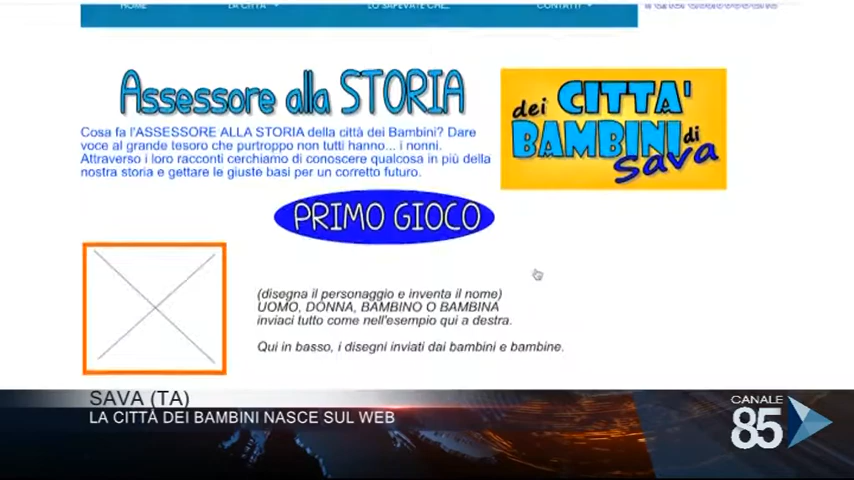 HOME LA CITTÀ LO SAPEVATE CHE... CONTATTI
Assessore alla STORIA
Cosa fa l'ASSESSORE ALLA STORIA della città dei Bambini? Dare
voce al grande tesoro che purtroppo non tutti hanno... i nonni.
Attraverso i loro racconti cerchiamo di conoscere qualcosa in più della
nostra storia e gettare le giuste basi per un corretto futuro.
dei CITTA'
BAMBINI di
Sava
PRIMO GIOCO
(disegna il personaggio e inventa il nome)
UOMO, DONNA, BAMBINO O BAMBINA
inviaci tutto come nell'esempio qui a destra.
Qui in basso, i disegni inviati dai bambini e bambine.
SAVA (TA)
LA CITTÀ DEI BAMBINI NASCE SUL WEB
CANALE
85